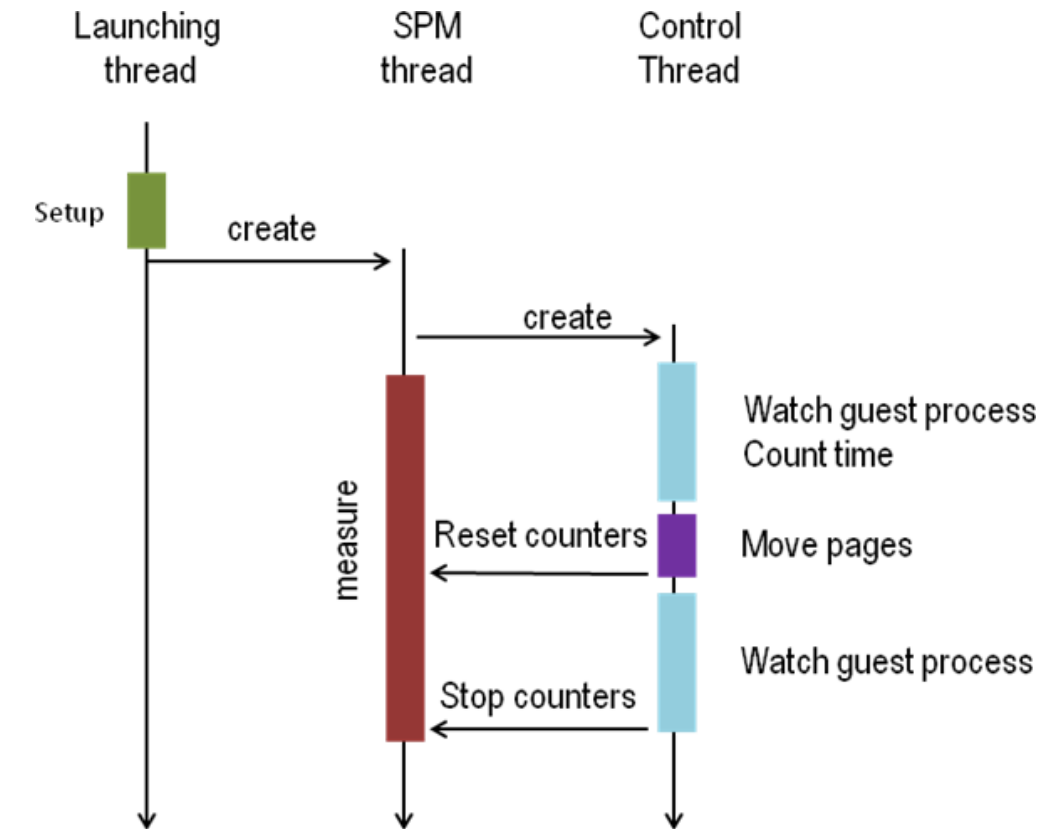 Launching
thread
SPM
thread
Control
Thread
Setup
create
create
Watch guest process
Count time
measure
Reset counters
Move pages
Watch guest process
Stop counters